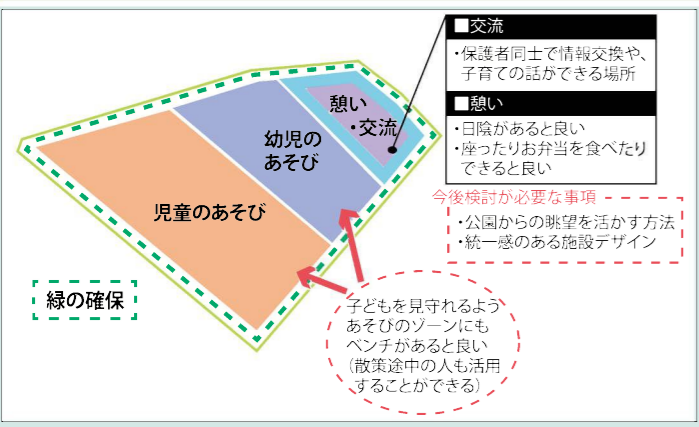 ■交流
・保護者同士で情報交換や、
子育ての話ができる場所
■憩い
・日陰があると良い
・座ったりお弁当を食べたり
できると良い
今後検討が必要な事項
・公園からの眺望を活かす方法
・統一感のある施設デザイン
憩い
・交流
幼児の
あそび
児童のあそび
緑の確保
子どもを見守れるよう
あそびのゾーンにも
ベンチがあると良い
（散策途中の人も活用
することができる）